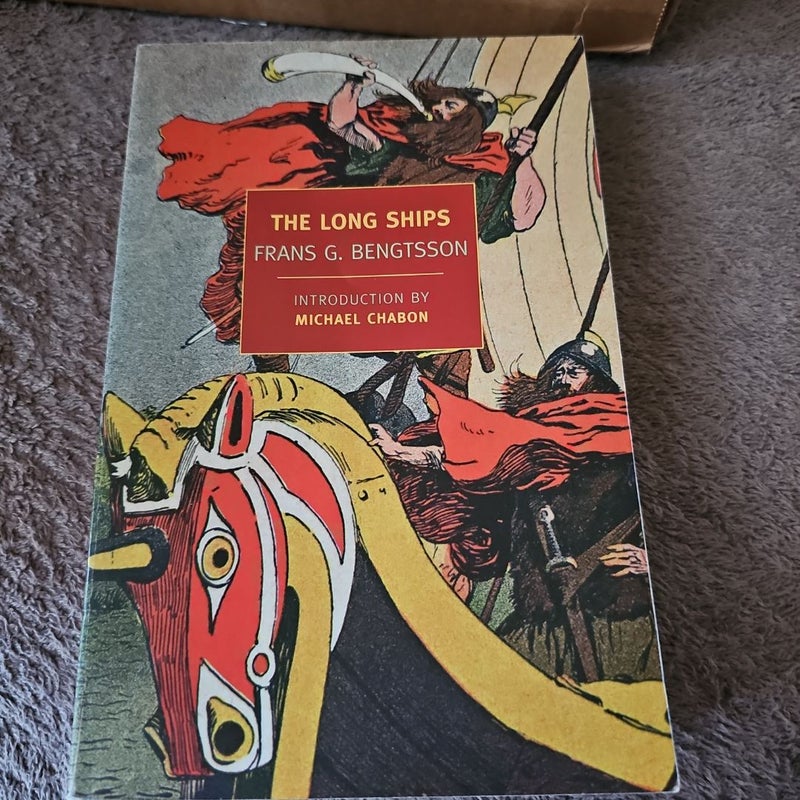 THE LONG SHIPS
FRANS G. BENGTSSON
INTRODUCTION BY
MICHAEL CHABON